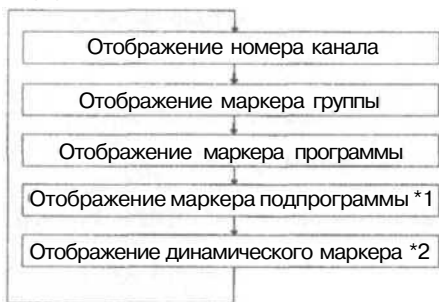 Отображение номера канала
Отображение маркера группы
Отображение маркера программы
Отображение маркера подпрограммы *1
Отображение динамического маркера *2